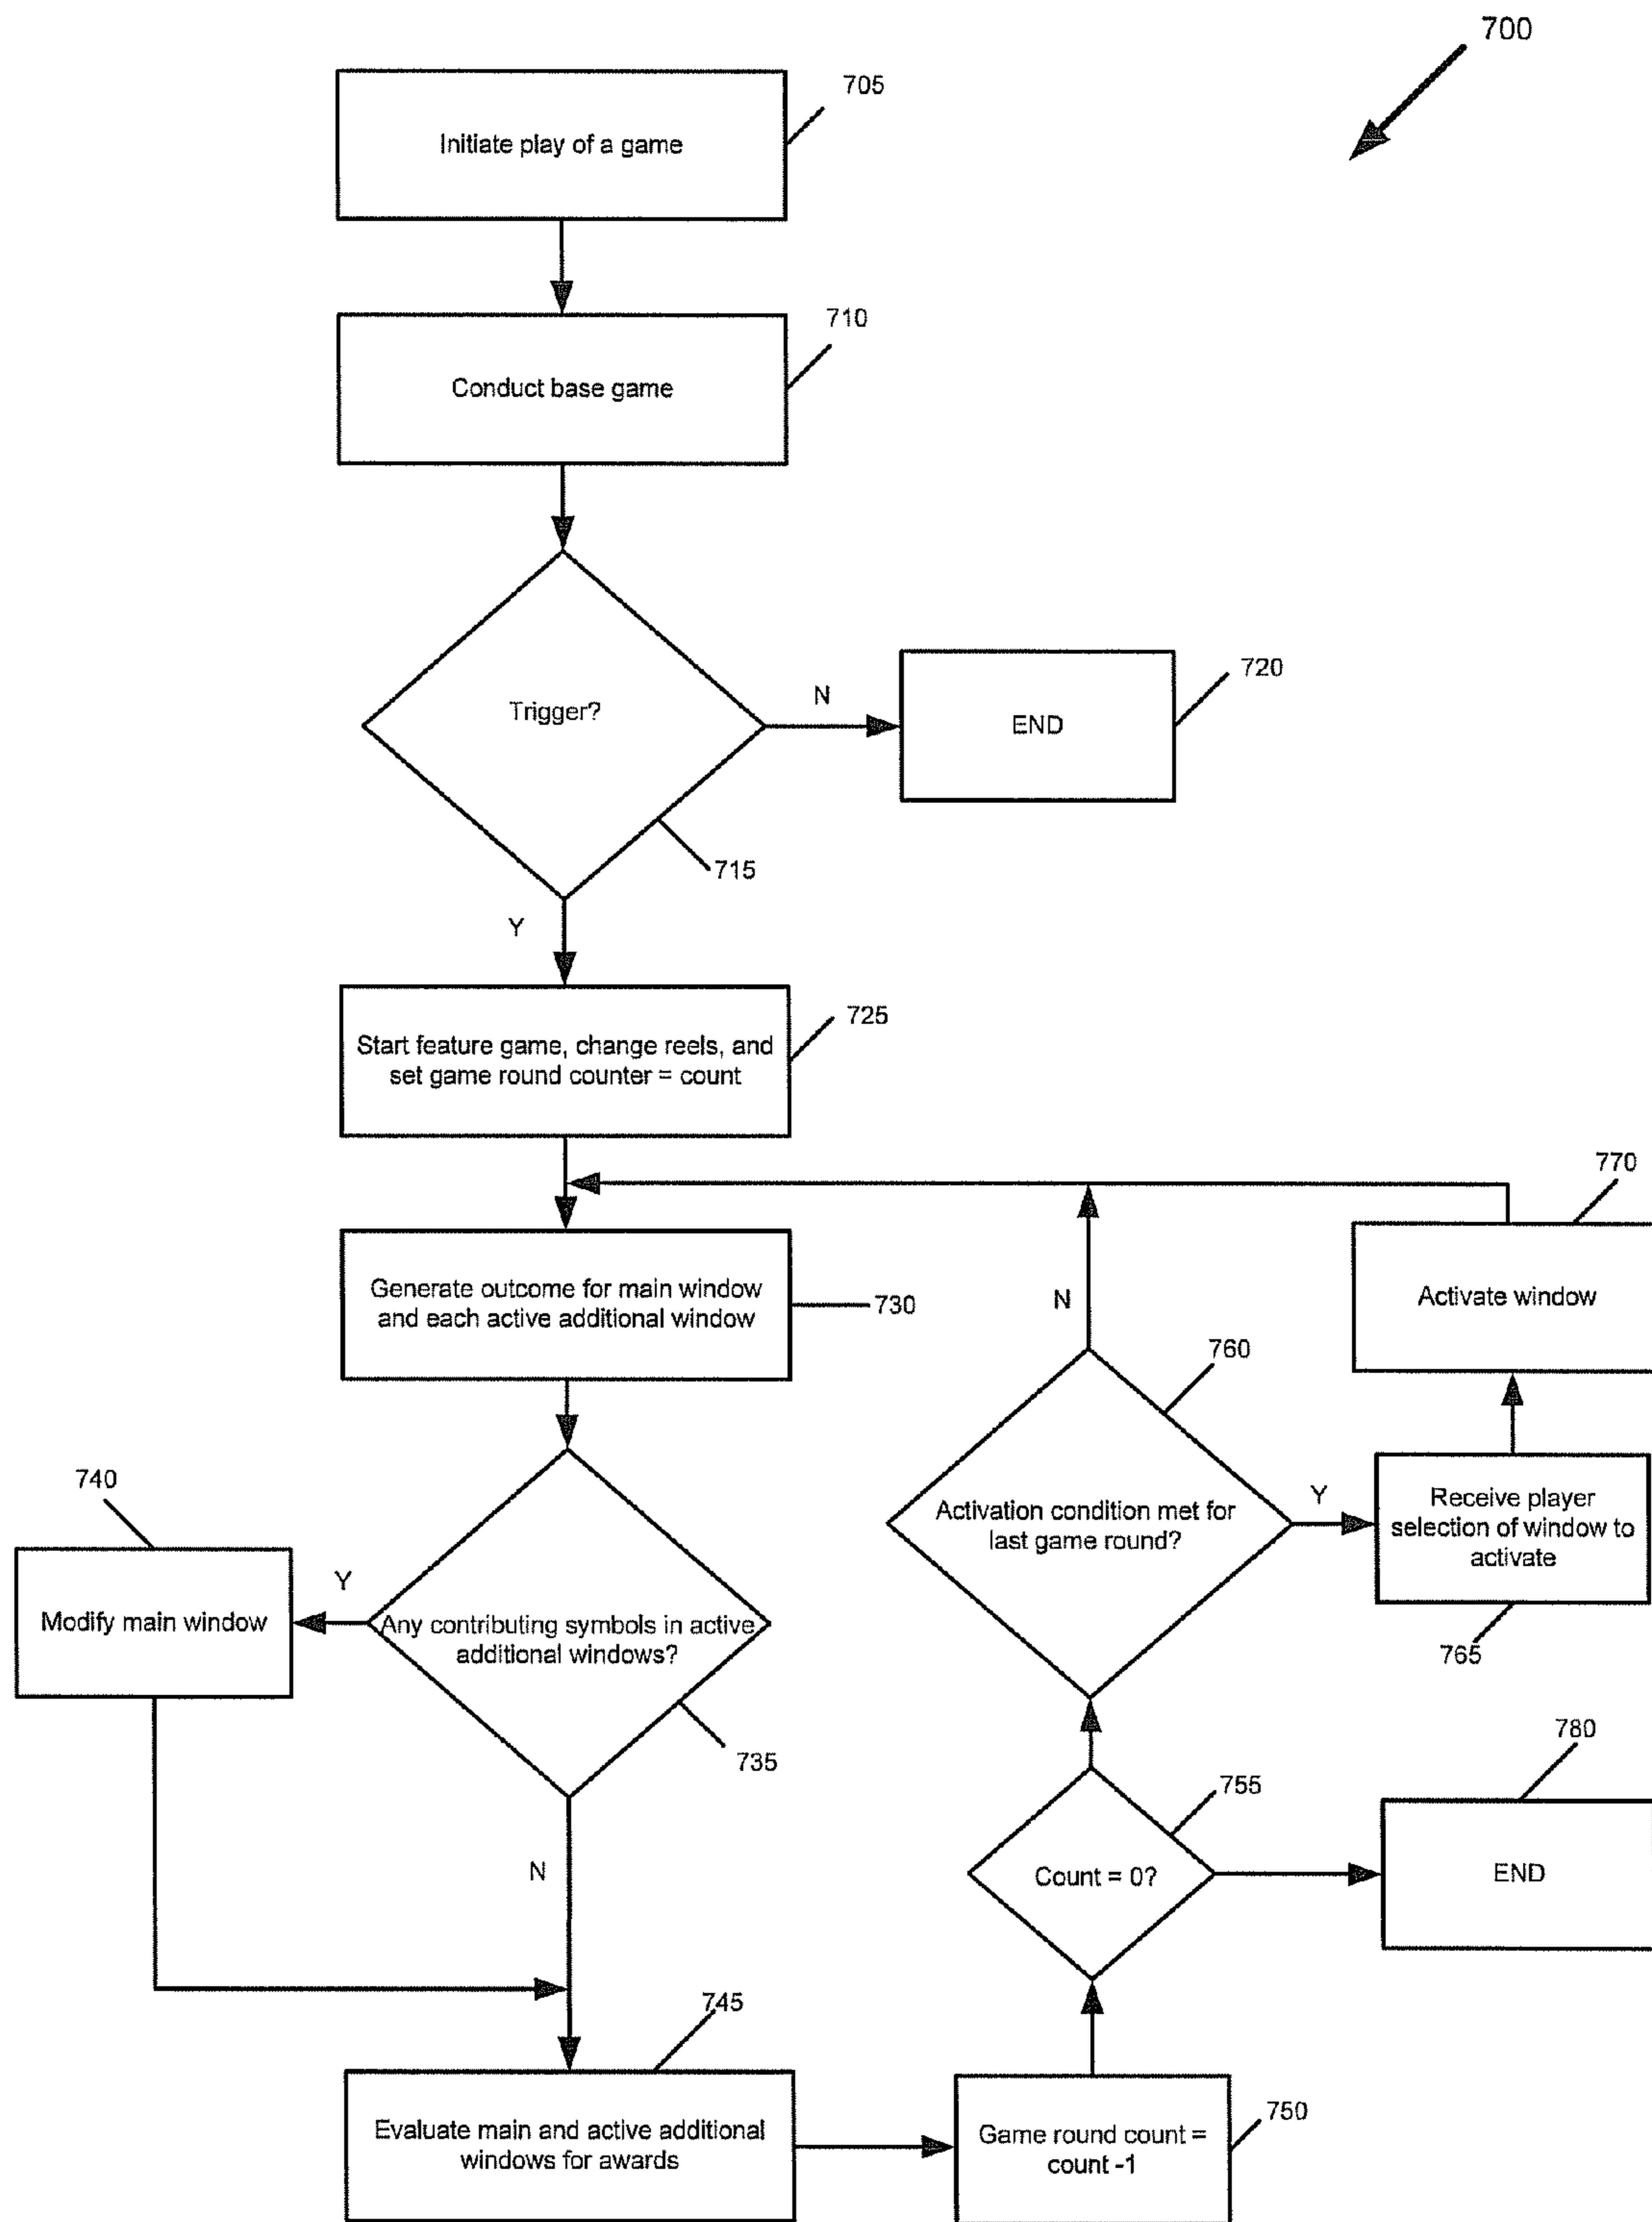 700
705
Initiate play of a game
710
Conduct base game
Trigger?
N
720
END
715
Y
725
Start feature game, change reels, and
set game round counter = count
770
Activate window
730
Generate outcome for main window
and each active additional window
N
760
740
Modify main window
Y
Any contributing symbols in active
additional windows?
735
Activation condition met for
last game round?
Y
Receive player
selection of window to
activate
765
780
END
755
Count = 0?
N
745
Evaluate main and active additional
windows for awards
750
Game round count =
count -1